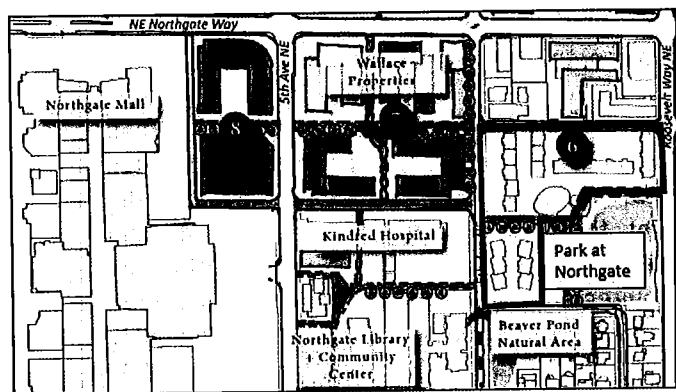 NE Northgate Way
5th Ave NE
Wallace
Properties
Roosevelt Way NE
Northgate Mall
8
6
Kindred Hospital
Park at
Northgate
Northgate Library
+ Community
Center
Beaver Pond
Natural Area